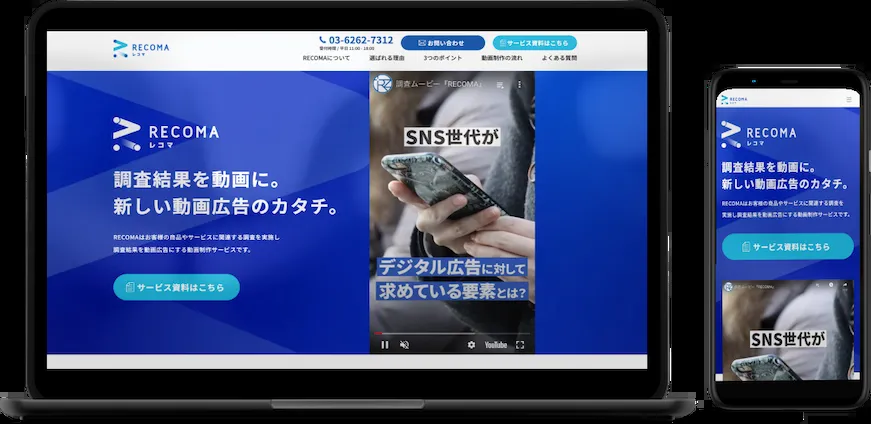 RECOMA
レコマ
03-6262-7312
受付時間 / 平日 11:00 - 18:00
お問い合わせ
サービス資料はこちら
RECOMAについて
選ばれる理由
3つのポイント
動画制作の流れ
よくある質問
RECOMA
レコマ
調査結果を動画に。
新しい動画広告のカタチ。
RECOMAはお客様の商品やサービスに関連する調査を実施し
調査結果を動画広告にする動画制作サービスです。
サービス資料はこちら
調査ムービー「RECOMA」
SNS世代が
デジタル広告に対して
求めている要素とは?
YouTube
RECOMA
レコマ
RECOMA
レコマ
調査結果を動画に。
新しい動画広告のカタチ。
RECOMAはお客様の商品やサービスに関連する調査を
実施し調査結果を動画広告にする動画制作サービスです。
サービス資料はこちら
調査ムービー「RECOMA」
SNS世代が